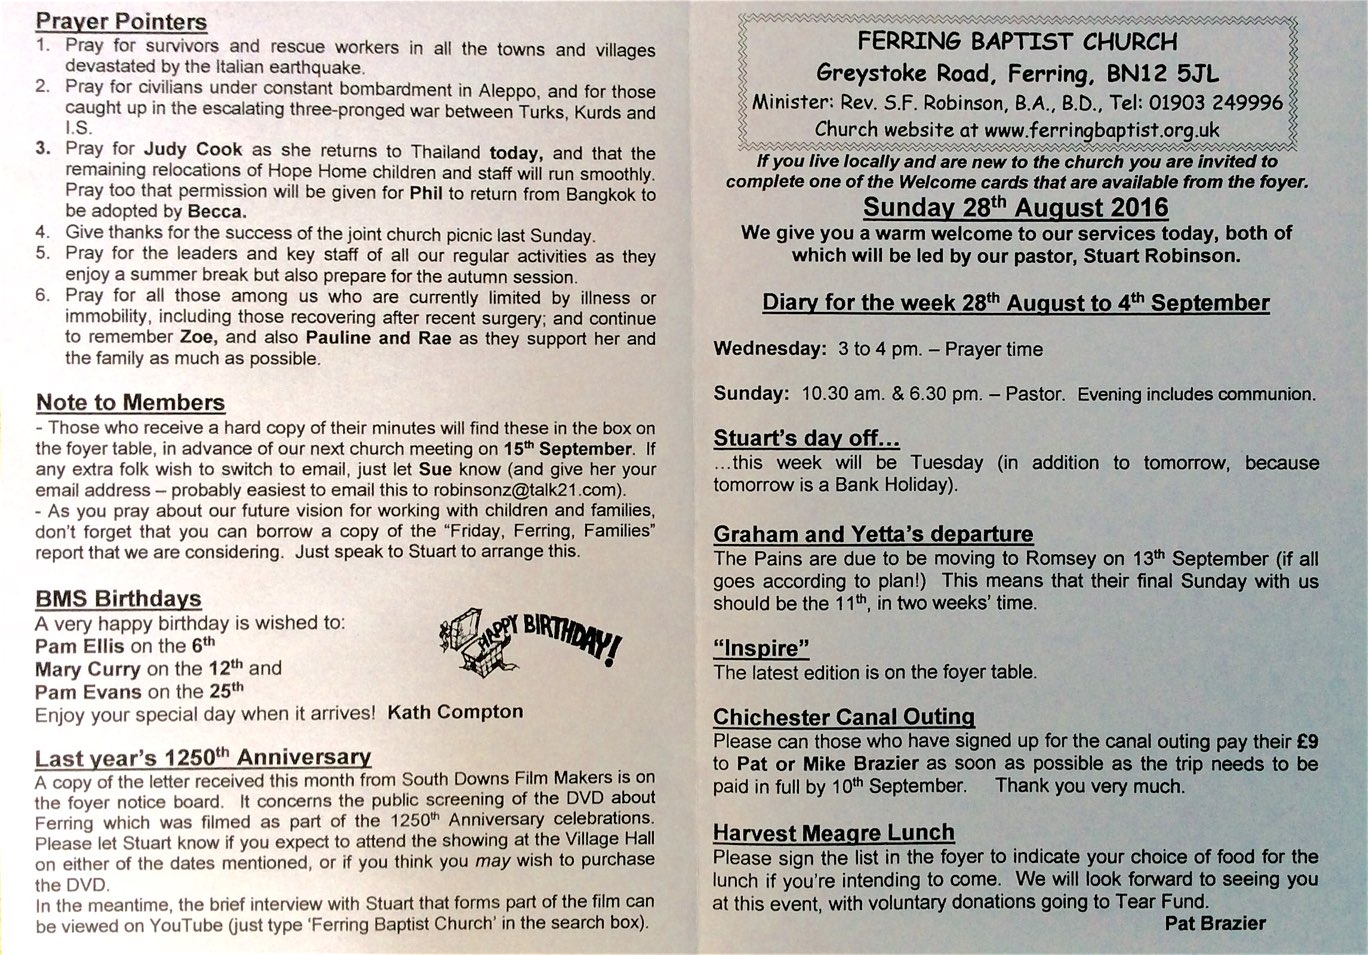 Prayer Pointers
1. Pray for survivors and rescue workers in all the towns and villages
devastated by the Italian earthquake.
2. Pray for civilians under constant bombardment in Aleppo, and for those
caught up in the escalating three-pronged war between Turks, Kurds and
I.S.
3. Pray for Judy Cook as she returns to Thailand today, and that the
remaining relocations of Hope Home children and staff will run smoothly.
Pray too that permission will be given for Phil to return from Bangkok to
be adopted by Becca.
4. Give thanks for the success of the joint church picnic last Sunday.
5. Pray for the leaders and key staff of all our regular activities as they
enjoy a summer break but also prepare for the autumn session.
6. Pray for all those among us who are currently limited by illness or
immobility, including those recovering after recent surgery; and continue
to remember Zoe, and also Pauline and Rae as they support her and
the family as much as possible.
Note to Members
- Those who receive a hard copy of their minutes will find these in the box on
the foyer table, in advance of our next church meeting on 15th September. If
any extra folk wish to switch to email, just let Sue know (and give her your
email address – probably easiest to email this to robinsonz@talk21.com).
- As you pray about our future vision for working with children and families,
don't forget that you can borrow a copy of the "Friday, Ferring, Families"
report that we are considering. Just speak to Stuart to arrange this.
BMS Birthdays
A very happy birthday is wished to:
Pam Ellis on the 6th
Mary Curry on the 12th and
Pam Evans on the 25th
Enjoy your special day when it arrives! Kath Compton
HAPPY BIRTHDAY!
Last year's 1250th Anniversary
A copy of the letter received this month from South Downs Film Makers is on
the foyer notice board. It concerns the public screening of the DVD about
Ferring which was filmed as part of the 1250th Anniversary celebrations.
Please let Stuart know if you expect to attend the showing at the Village Hall
on either of the dates mentioned, or if you think you may wish to purchase
the DVD.
In the meantime, the brief interview with Stuart that forms part of the film can
be viewed on YouTube (just type 'Ferring Baptist Church' in the search box).
FERRING BAPTIST CHURCH
Greystoke Road, Ferring, BN12 5JL
Minister: Rev. S.F. Robinson, B.A., B.D., Tel: 01903 249996
Church website at www.ferringbaptist.org.uk
If you live locally and are new to the church you are invited to
complete one of the Welcome cards that are available from the foyer.
Sunday 28th August 2016
We give you a warm welcome to our services today, both of
which will be led by our pastor, Stuart Robinson.
Diary for the week 28th August to 4th September
Wednesday: 3 to 4 pm. – Prayer time
Sunday: 10.30 am. & 6.30 pm. – Pastor. Evening includes communion.
Stuart's day off...
...this week will be Tuesday (in addition to tomorrow, because
tomorrow is a Bank Holiday).
Graham and Yetta's departure
The Pains are due to be moving to Romsey on 13th September (if all
goes according to plan!) This means that their final Sunday with us
should be the 11th, in two weeks' time.
"Inspire"
The latest edition is on the foyer table.
Chichester Canal Outing
Please can those who have signed up for the canal outing pay their £9
to Pat or Mike Brazier as soon as possible as the trip needs to be
paid in full by 10th September. Thank you very much.
Harvest Meagre Lunch
Please sign the list in the foyer to indicate your choice of food for the
lunch if you're intending to come. We will look forward to seeing you
at this event, with voluntary donations going to Tear Fund.
Pat Brazier